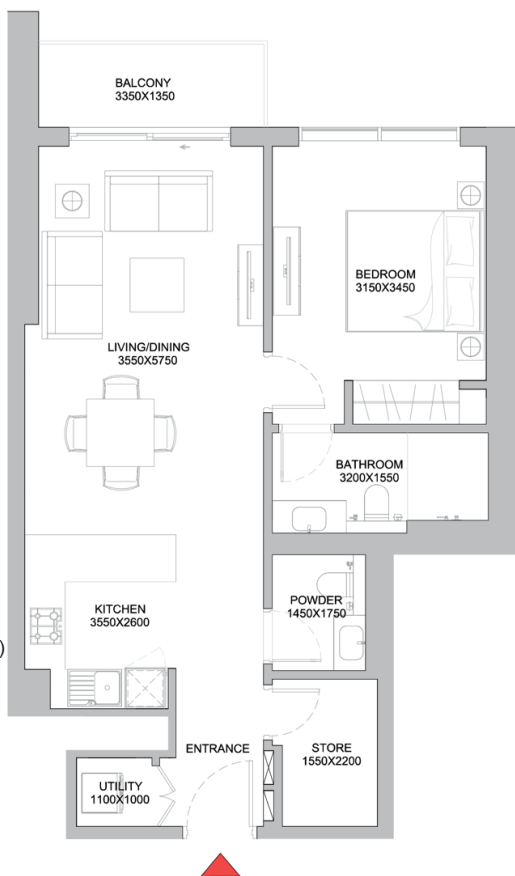 BALCONY
3350X1350
BEDROOM
3150X3450
LIVING/DINING
3550X5750
BATHROOM
3200X1550
POWDER
1450X1750
KITCHEN
3550X2600
)
ENTRANCE
STORE
1550X2200
UTILITY
1100X1000